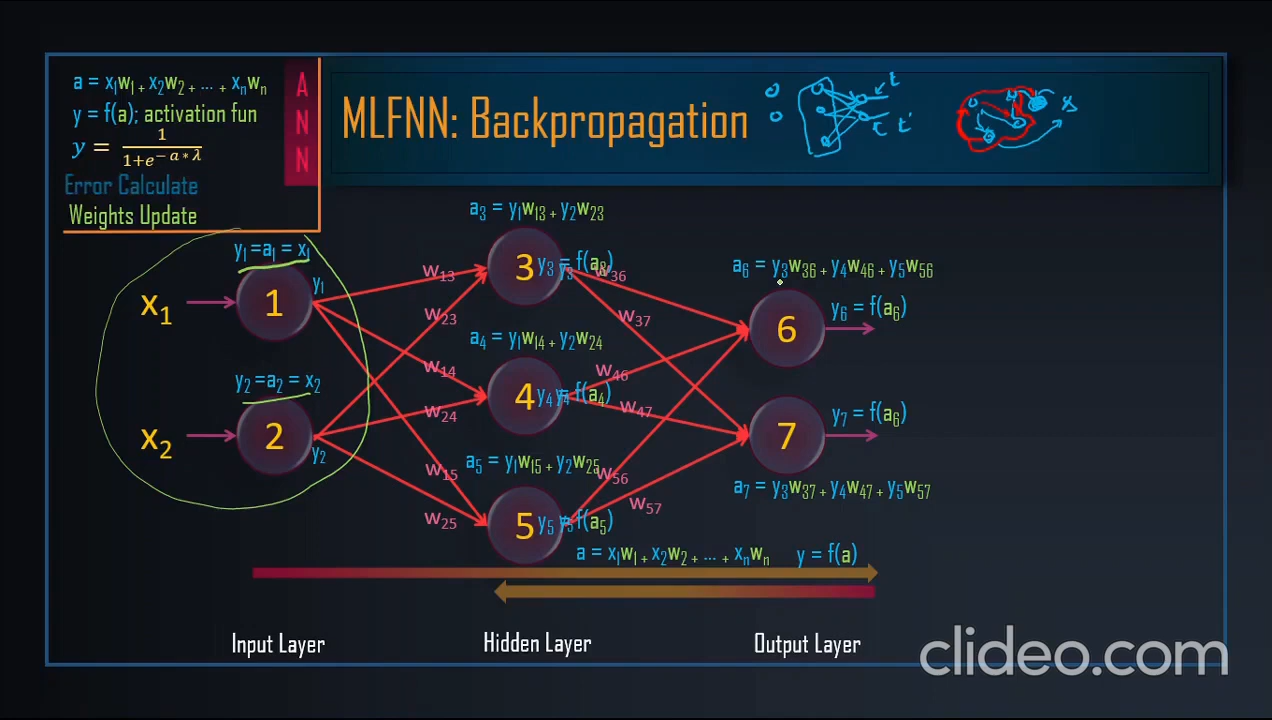 a = x₁w₁ + x₂w₂ + ... + xₙwₙ
y = f(a); activation fun
y = 1 / (1+e^(−a*λ))
Error Calculate
Weights Update
A
N
N
MLFNN: Backpropagation
t
t'
y₁ =a₁ = x₁
x₁
1
y₁
y₂ =a₂ = x₂
x₂
2
y₂
w₁₃
w₂₃
w₁₄
w₂₄
w₁₅
w₂₅
a₃ = y₁w₁₃ + y₂w₂₃
3
y₃ = f(a₃)
a₄ = y₁w₁₄ + y₂w₂₄
4
y₄ = f(a₄)
a₅ = y₁w₁₅ + y₂w₂₅
5
y₅ = f(a₅)
w₃₆
w₃₇
w₄₆
w₄₇
w₅₆
w₅₇
a₆ = y₃w₃₆ + y₄w₄₆ + y₅w₅₆
6
y₆ = f(a₆)
7
y₇ = f(a₆)
a₇ = y₃w₃₇ + y₄w₄₇ + y₅w₅₇
a = x₁w₁ + x₂w₂ + ... + xₙwₙ
y = f(a)
Input Layer
Hidden Layer
Output Layer
clideo.com